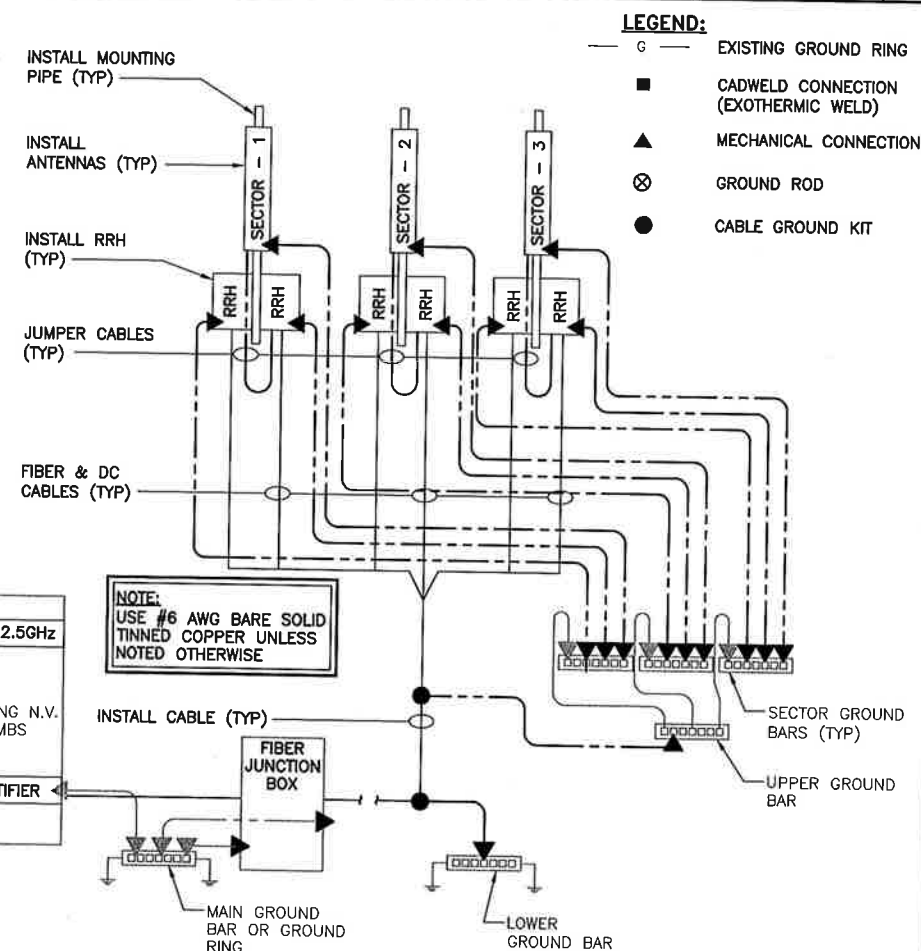 LEGEND:
G EXISTING GROUND RING
CADWELD CONNECTION
(EXOTHERMIC WELD)
MECHANICAL CONNECTION
GROUND ROD
CABLE GROUND KIT
INSTALL MOUNTING
PIPE (TYP)
INSTALL
ANTENNAS (TYP)
INSTALL RRH
(TYP)
JUMPER CABLES
(TYP)
FIBER & DC
CABLES (TYP)
SECTOR - 1
SECTOR - 2
SECTOR - 3
RRH
RRH
RRH
RRH
RRH
RRH
NOTE:
USE #6 AWG BARE SOLID
TINNED COPPER UNLESS
NOTED OTHERWISE
2.5GHz
NG N.V.
MBS
TIFIER
INSTALL CABLE (TYP)
FIBER
JUNCTION
BOX
SECTOR GROUND
BARS (TYP)
UPPER GROUND
BAR
MAIN GROUND
BAR OR GROUND
RING
LOWER
GROUND BAR